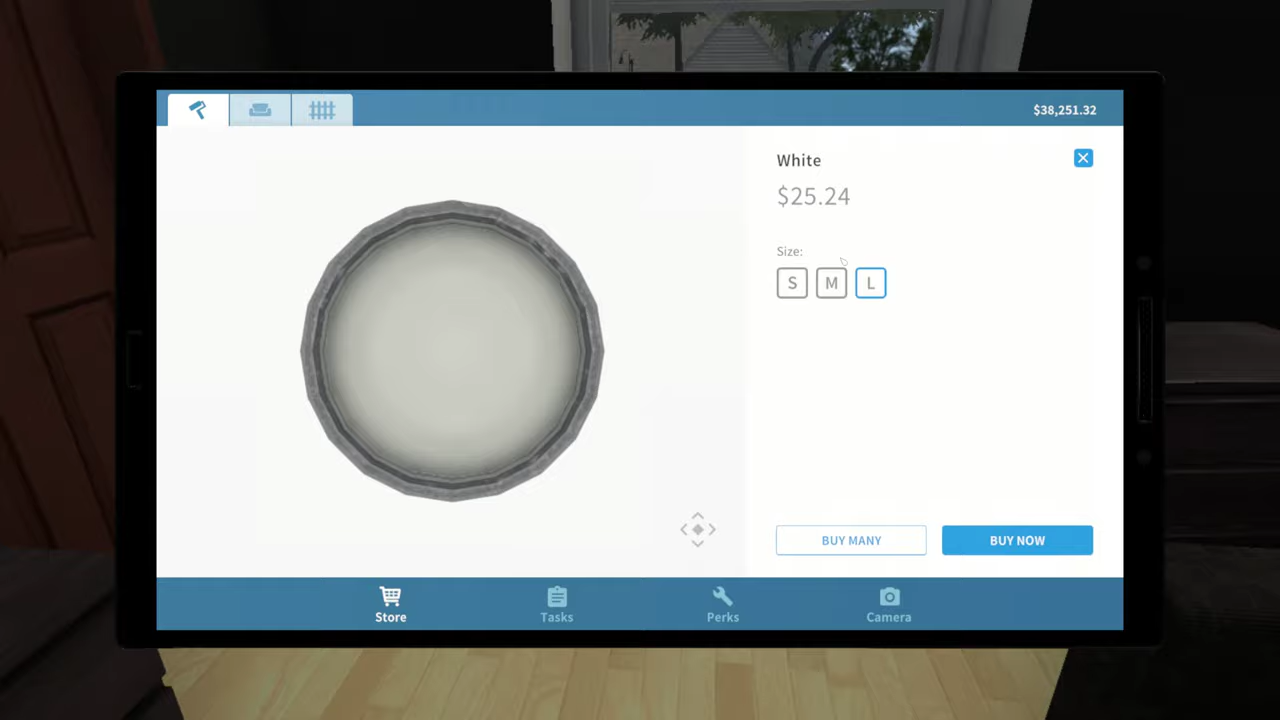 $38,251.32
White
$25.24
Size:
S M L
BUY MANY BUY NOW
Store Tasks Perks Camera